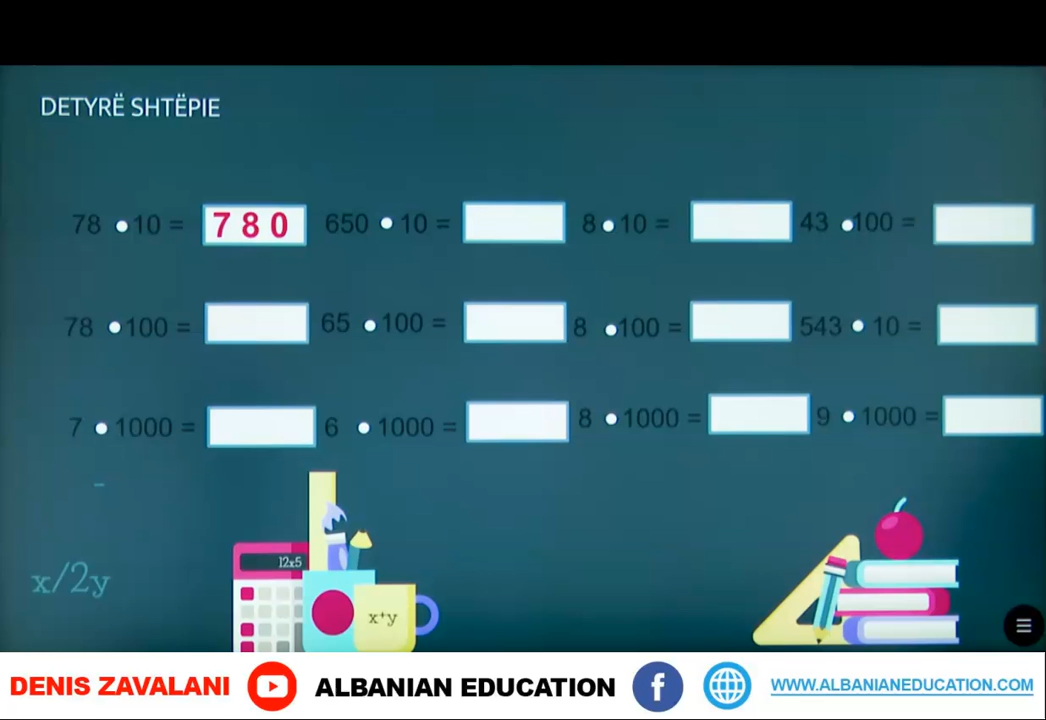 DETYRË SHTËPIE
78 • 10 = 780 650 • 10 = 8 • 10 = 43 • 100 =
78 • 100 = 65 • 100 = 8 • 100 = 543 • 10 =
7 • 1000 = 6 • 1000 = 8 • 1000 = 9 • 1000 =
12x5
x/2y
x+y
DENIS ZAVALANI ALBANIAN EDUCATION WWW.ALBANIANEDUCATION.COM